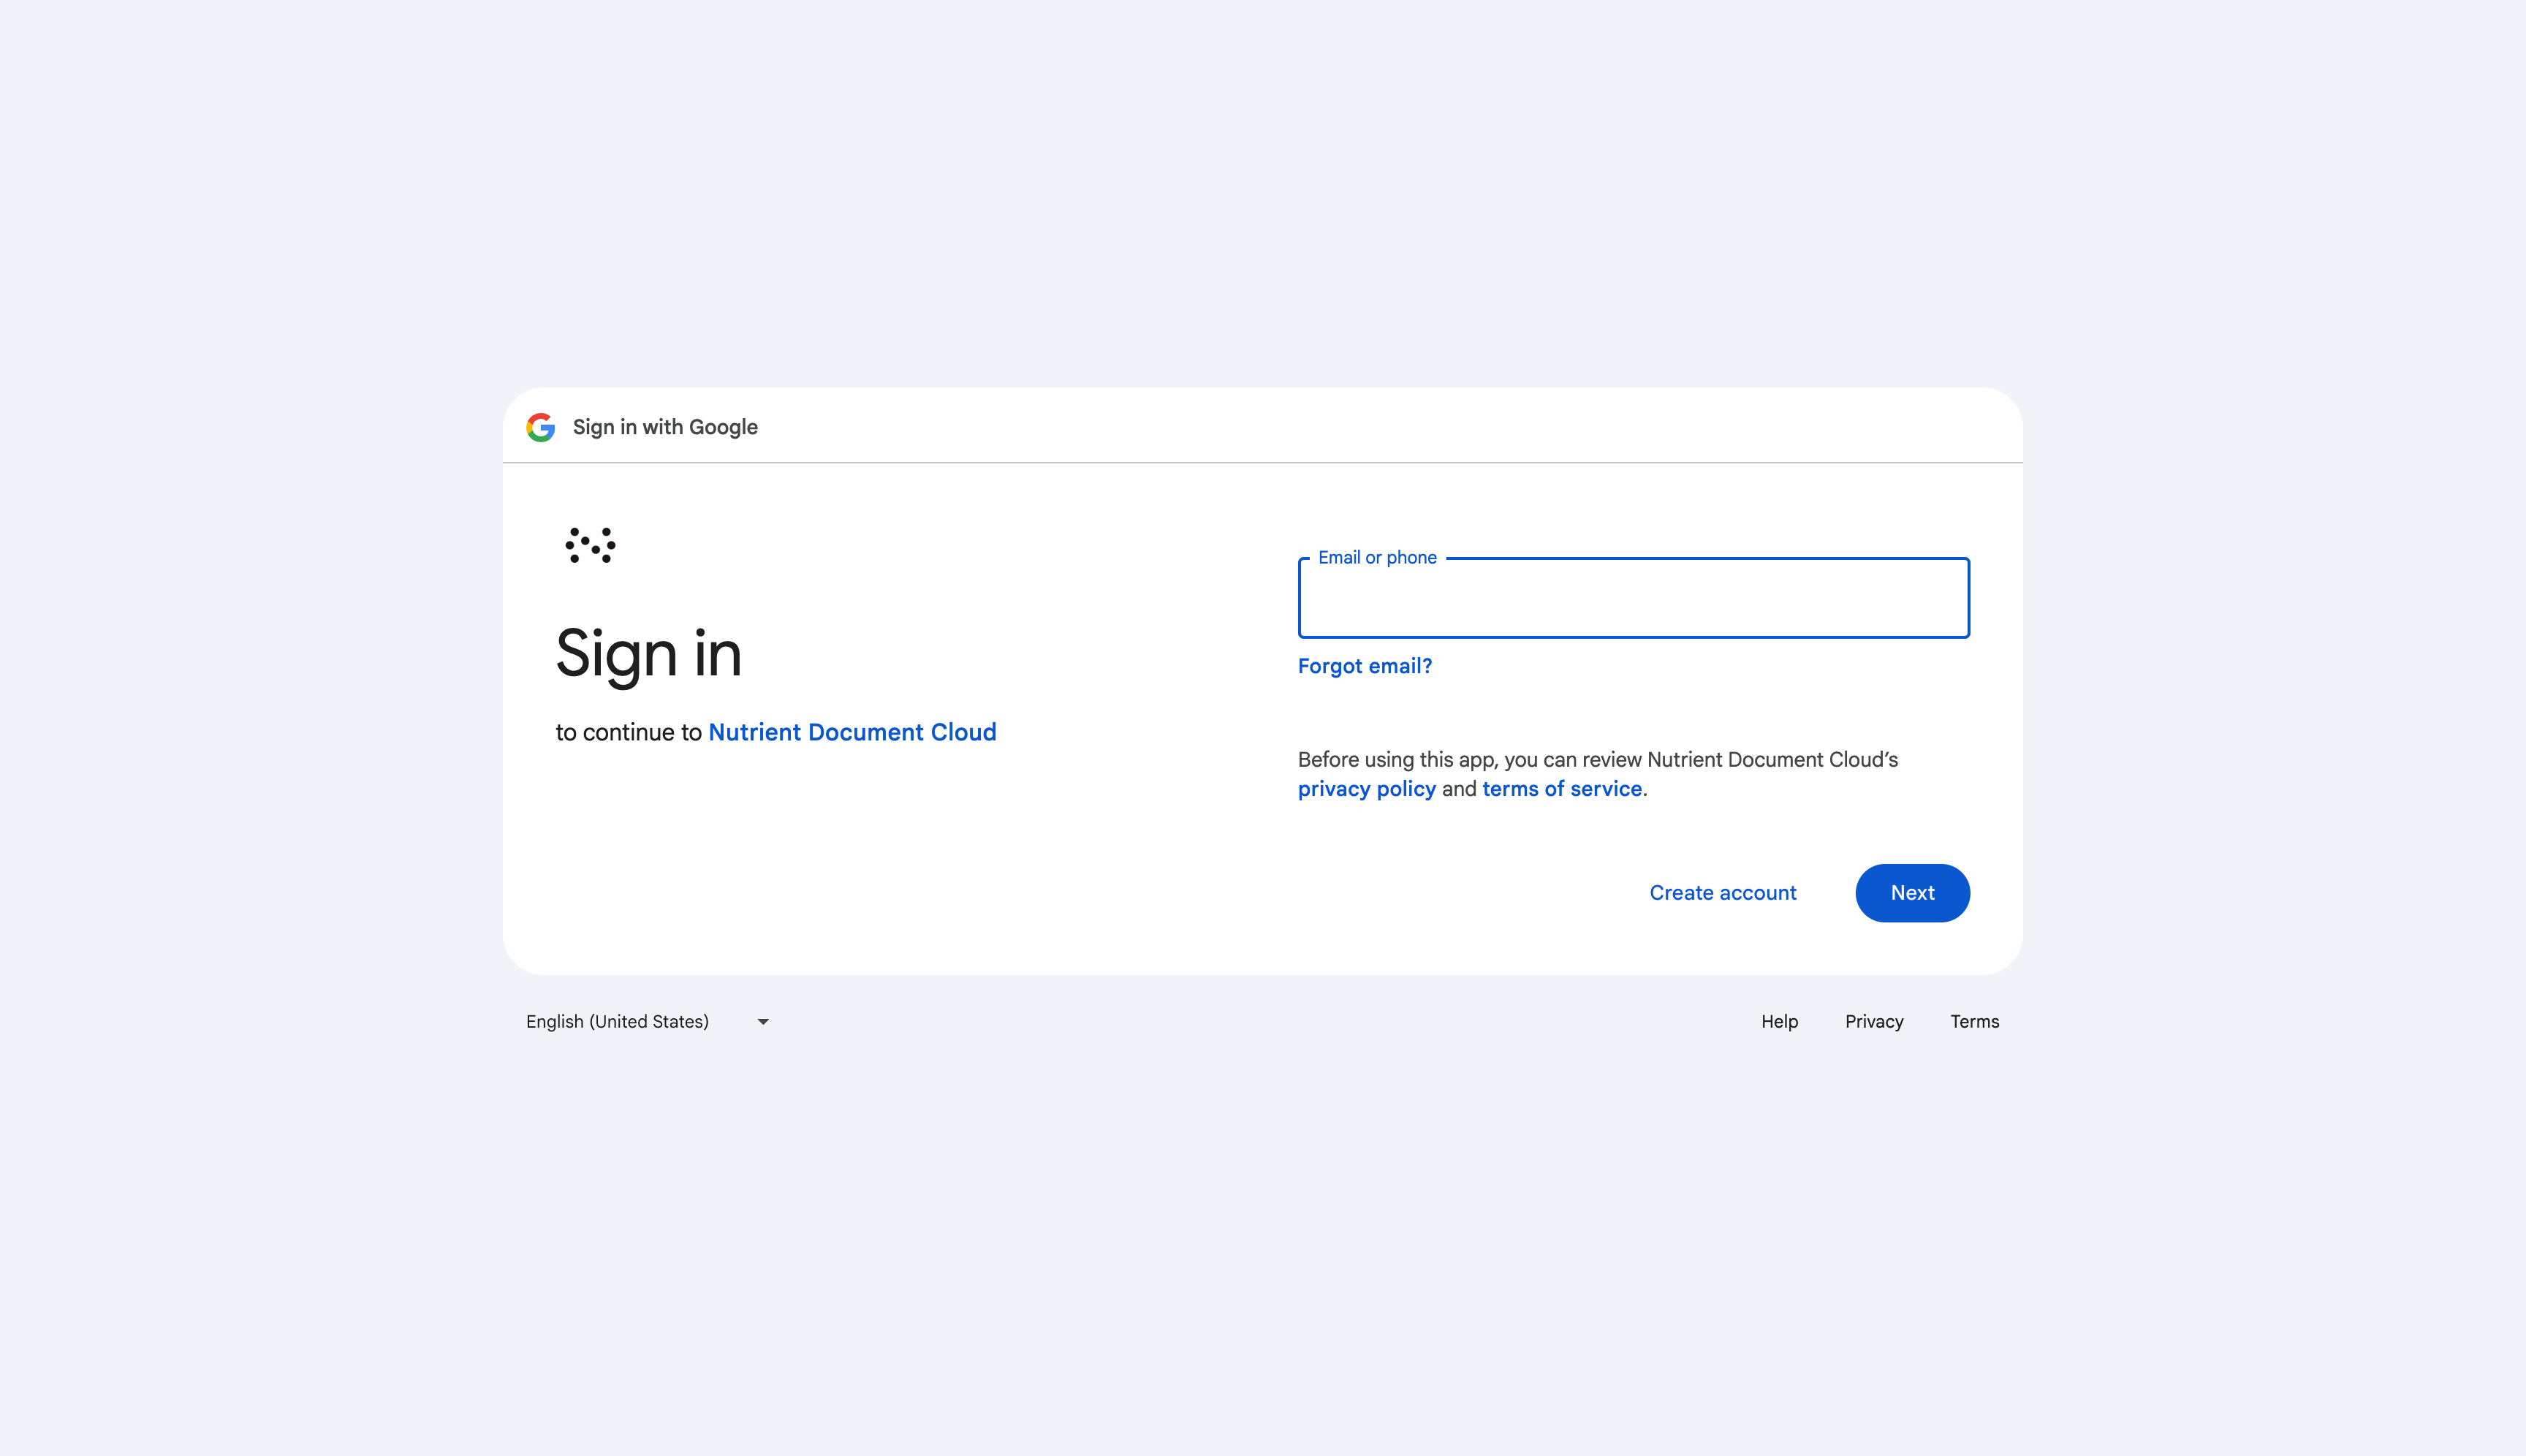 Sign in with Google
Sign in
to continue to Nutrient Document Cloud
Email or phone
Forgot email?
Before using this app, you can review Nutrient Document Cloud’s
privacy policy and terms of service.
Create account
Next
English (United States)
Help
Privacy
Terms